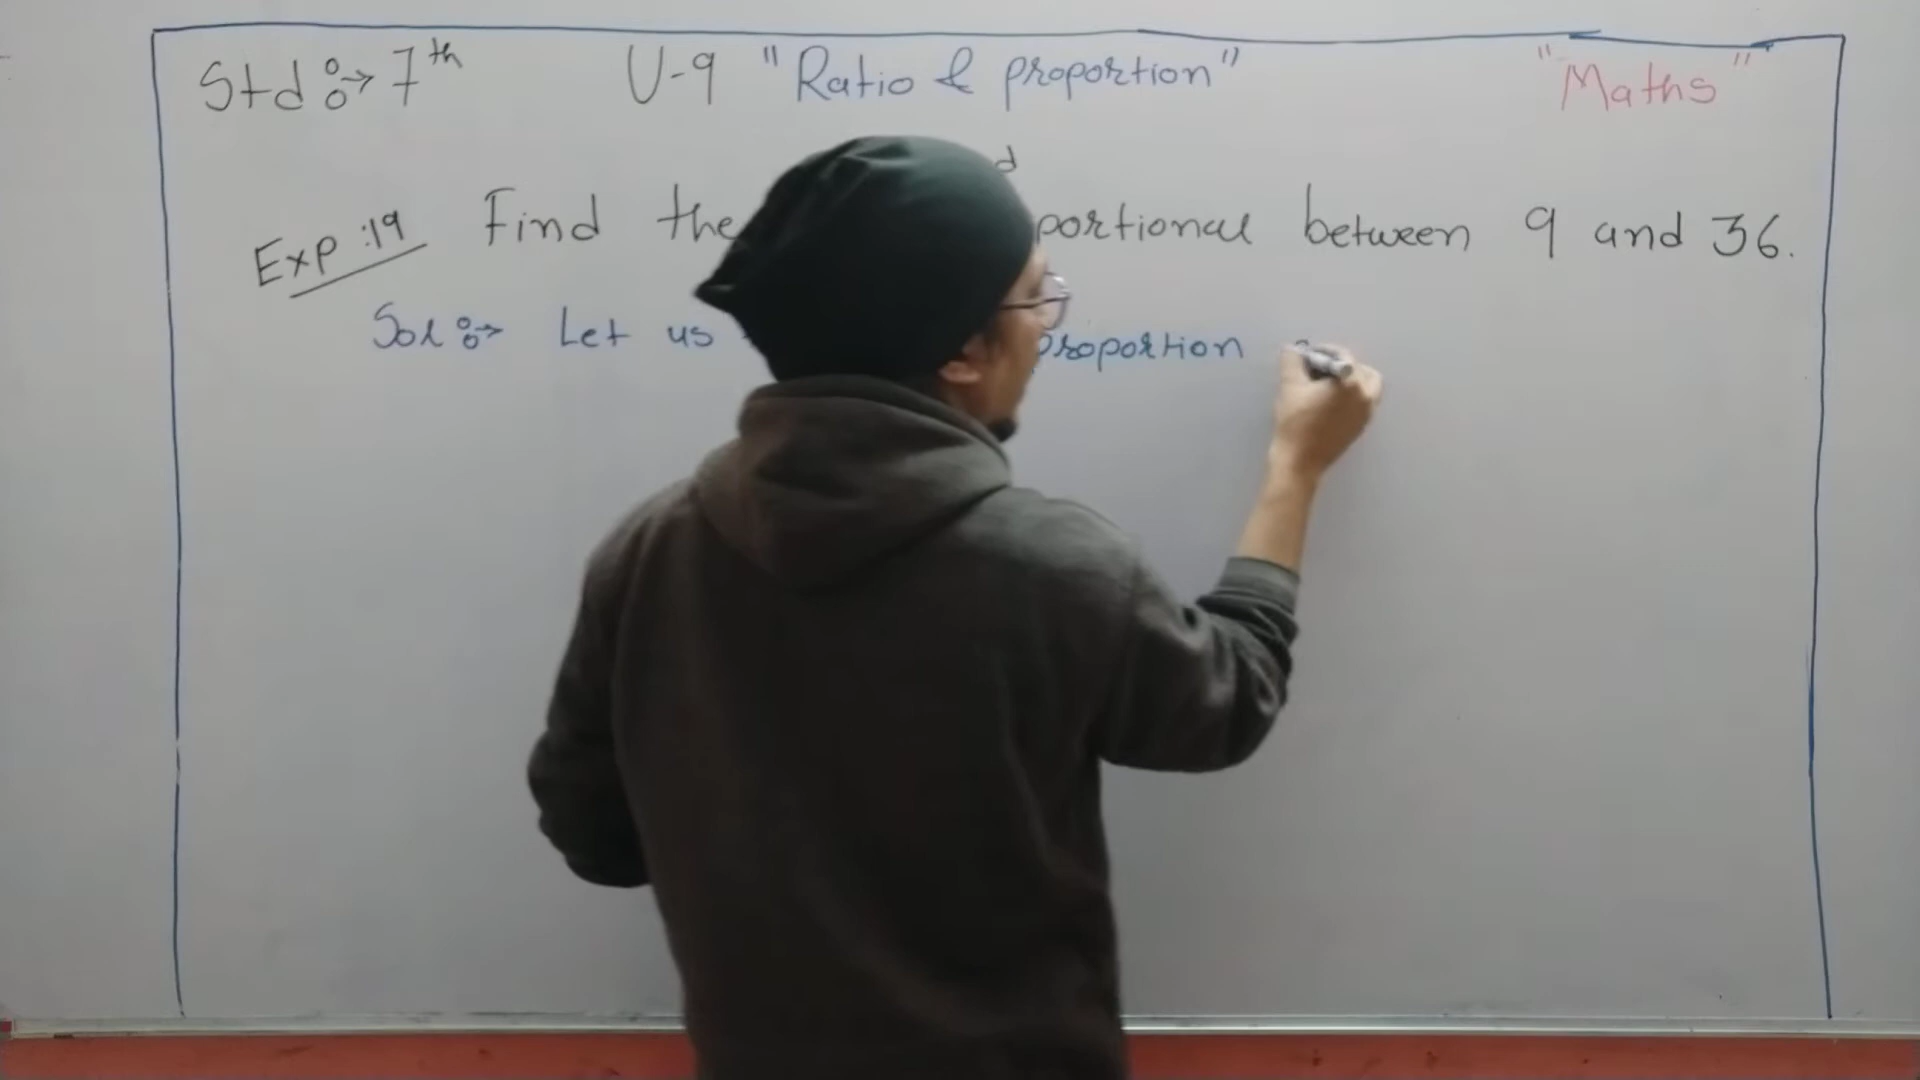 Std :→ 7th U-9 "Ratio & proportion" "Maths"
Exp :19 Find the portional between 9 and 36.
Sol :→ Let us proportion